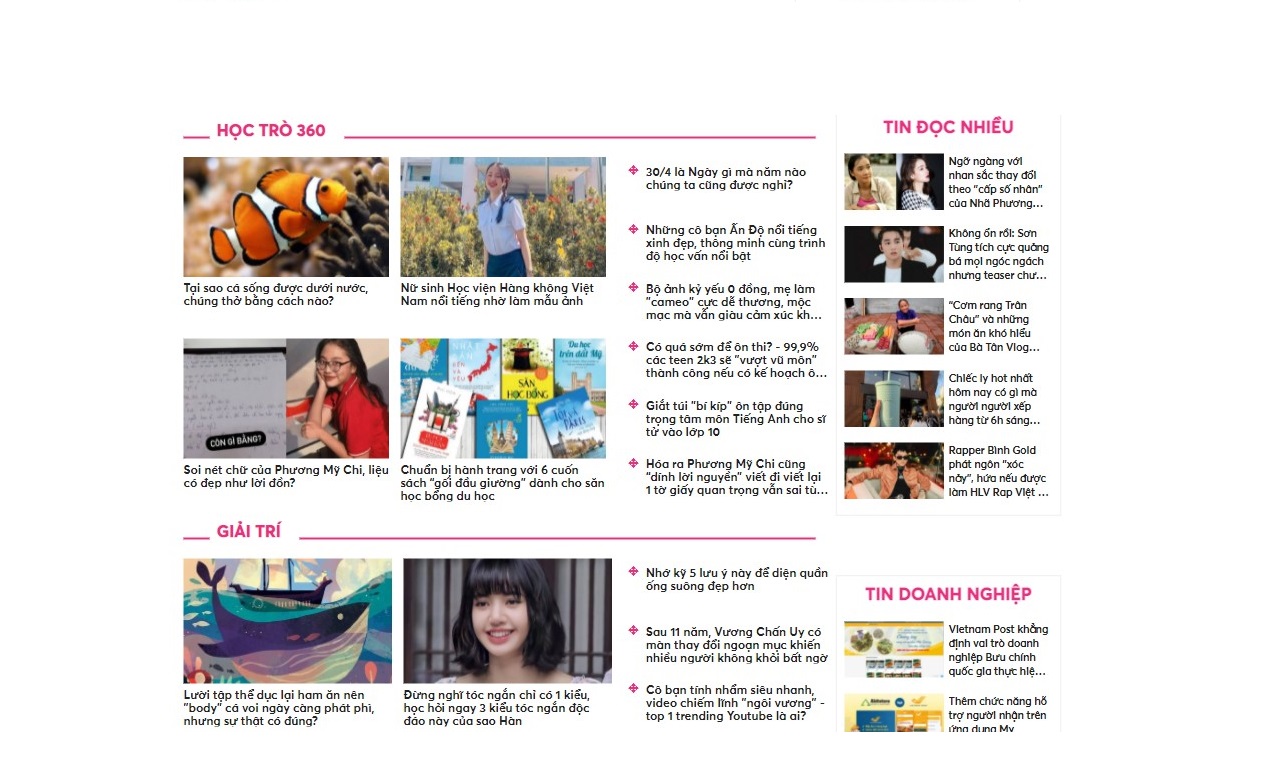 HỌC TRÒ 360
Tại sao cá sống được dưới nước,
chúng thở bằng cách nào?
Nữ sinh Học viện Hàng không Việt
Nam nổi tiếng nhờ làm mẫu ảnh
CÒN GÌ BẰNG?
Soi nét chữ của Phương Mỹ Chi, liệu
có đẹp như lời đồn?
Du học
trên đất Mỹ
SĂN
HỌC BỔNG
Chuẩn bị hành trang với 6 cuốn
sách "gối đầu giường" dành cho săn
học bổng du học
30/4 là Ngày gì mà năm nào
chúng ta cũng được nghỉ?
Những cô bạn Ấn Độ nổi tiếng
xinh đẹp, thông minh cùng trình
độ học vấn nổi bật
Bộ ảnh kỷ yếu 0 đồng, mẹ làm
"cameo" cực dễ thương, mộc
mạc mà vẫn giàu cảm xúc kh...
Có quá sớm để ôn thi? - 99,9%
các teen 2k3 sẽ "vượt vũ môn"
thành công nếu có kế hoạch ô...
Giắt túi "bí kíp" ôn tập đúng
trọng tâm môn Tiếng Anh cho sĩ
tử vào lớp 10
Hóa ra Phương Mỹ Chi cũng
"dính lời nguyền" viết đi viết lại
1 tờ giấy quan trọng vẫn sai tù...
GIẢI TRÍ
Lười tập thể dục lại ham ăn nên
"body" cá voi ngày càng phát phì,
nhưng sự thật có đúng?
Đừng nghĩ tóc ngắn chỉ có 1 kiểu,
học hỏi ngay 3 kiểu tóc ngắn độc
đáo này của sao Hàn
Nhớ kỹ 5 lưu ý này để diện quần
ống suông đẹp hơn
Sau 11 năm, Vương Chấn Uy có
màn thay đổi ngoạn mục khiến
nhiều người không khỏi bất ngờ
Cô bạn tính nhẩm siêu nhanh,
video chiếm lĩnh "ngôi vương" -
top 1 trending Youtube là ai?
TIN ĐỌC NHIỀU
Ngỡ ngàng với
nhan sắc thay đổi
theo "cấp số nhân"
của Nhã Phương...
Không ổn rồi: Sơn
Tùng tích cực quảng
bá mọi ngóc ngách
nhưng teaser chư...
"Cơm rang Trân
Châu" và những
món ăn khó hiểu
của Bà Tân Vlog...
Chiếc ly hot nhất
hôm nay có gì mà
người người xếp
hàng từ 6h sáng...
Rapper Bình Gold
phát ngôn "xóc
nảy", hứa nếu được
làm HLV Rap Việt ...
TIN DOANH NGHIỆP
Vietnam Post khẳng
định vai trò doanh
nghiệp Bưu chính
quốc gia thực hiệ...
Thêm chức năng hỗ
trợ người nhận trên
ứng dụng My